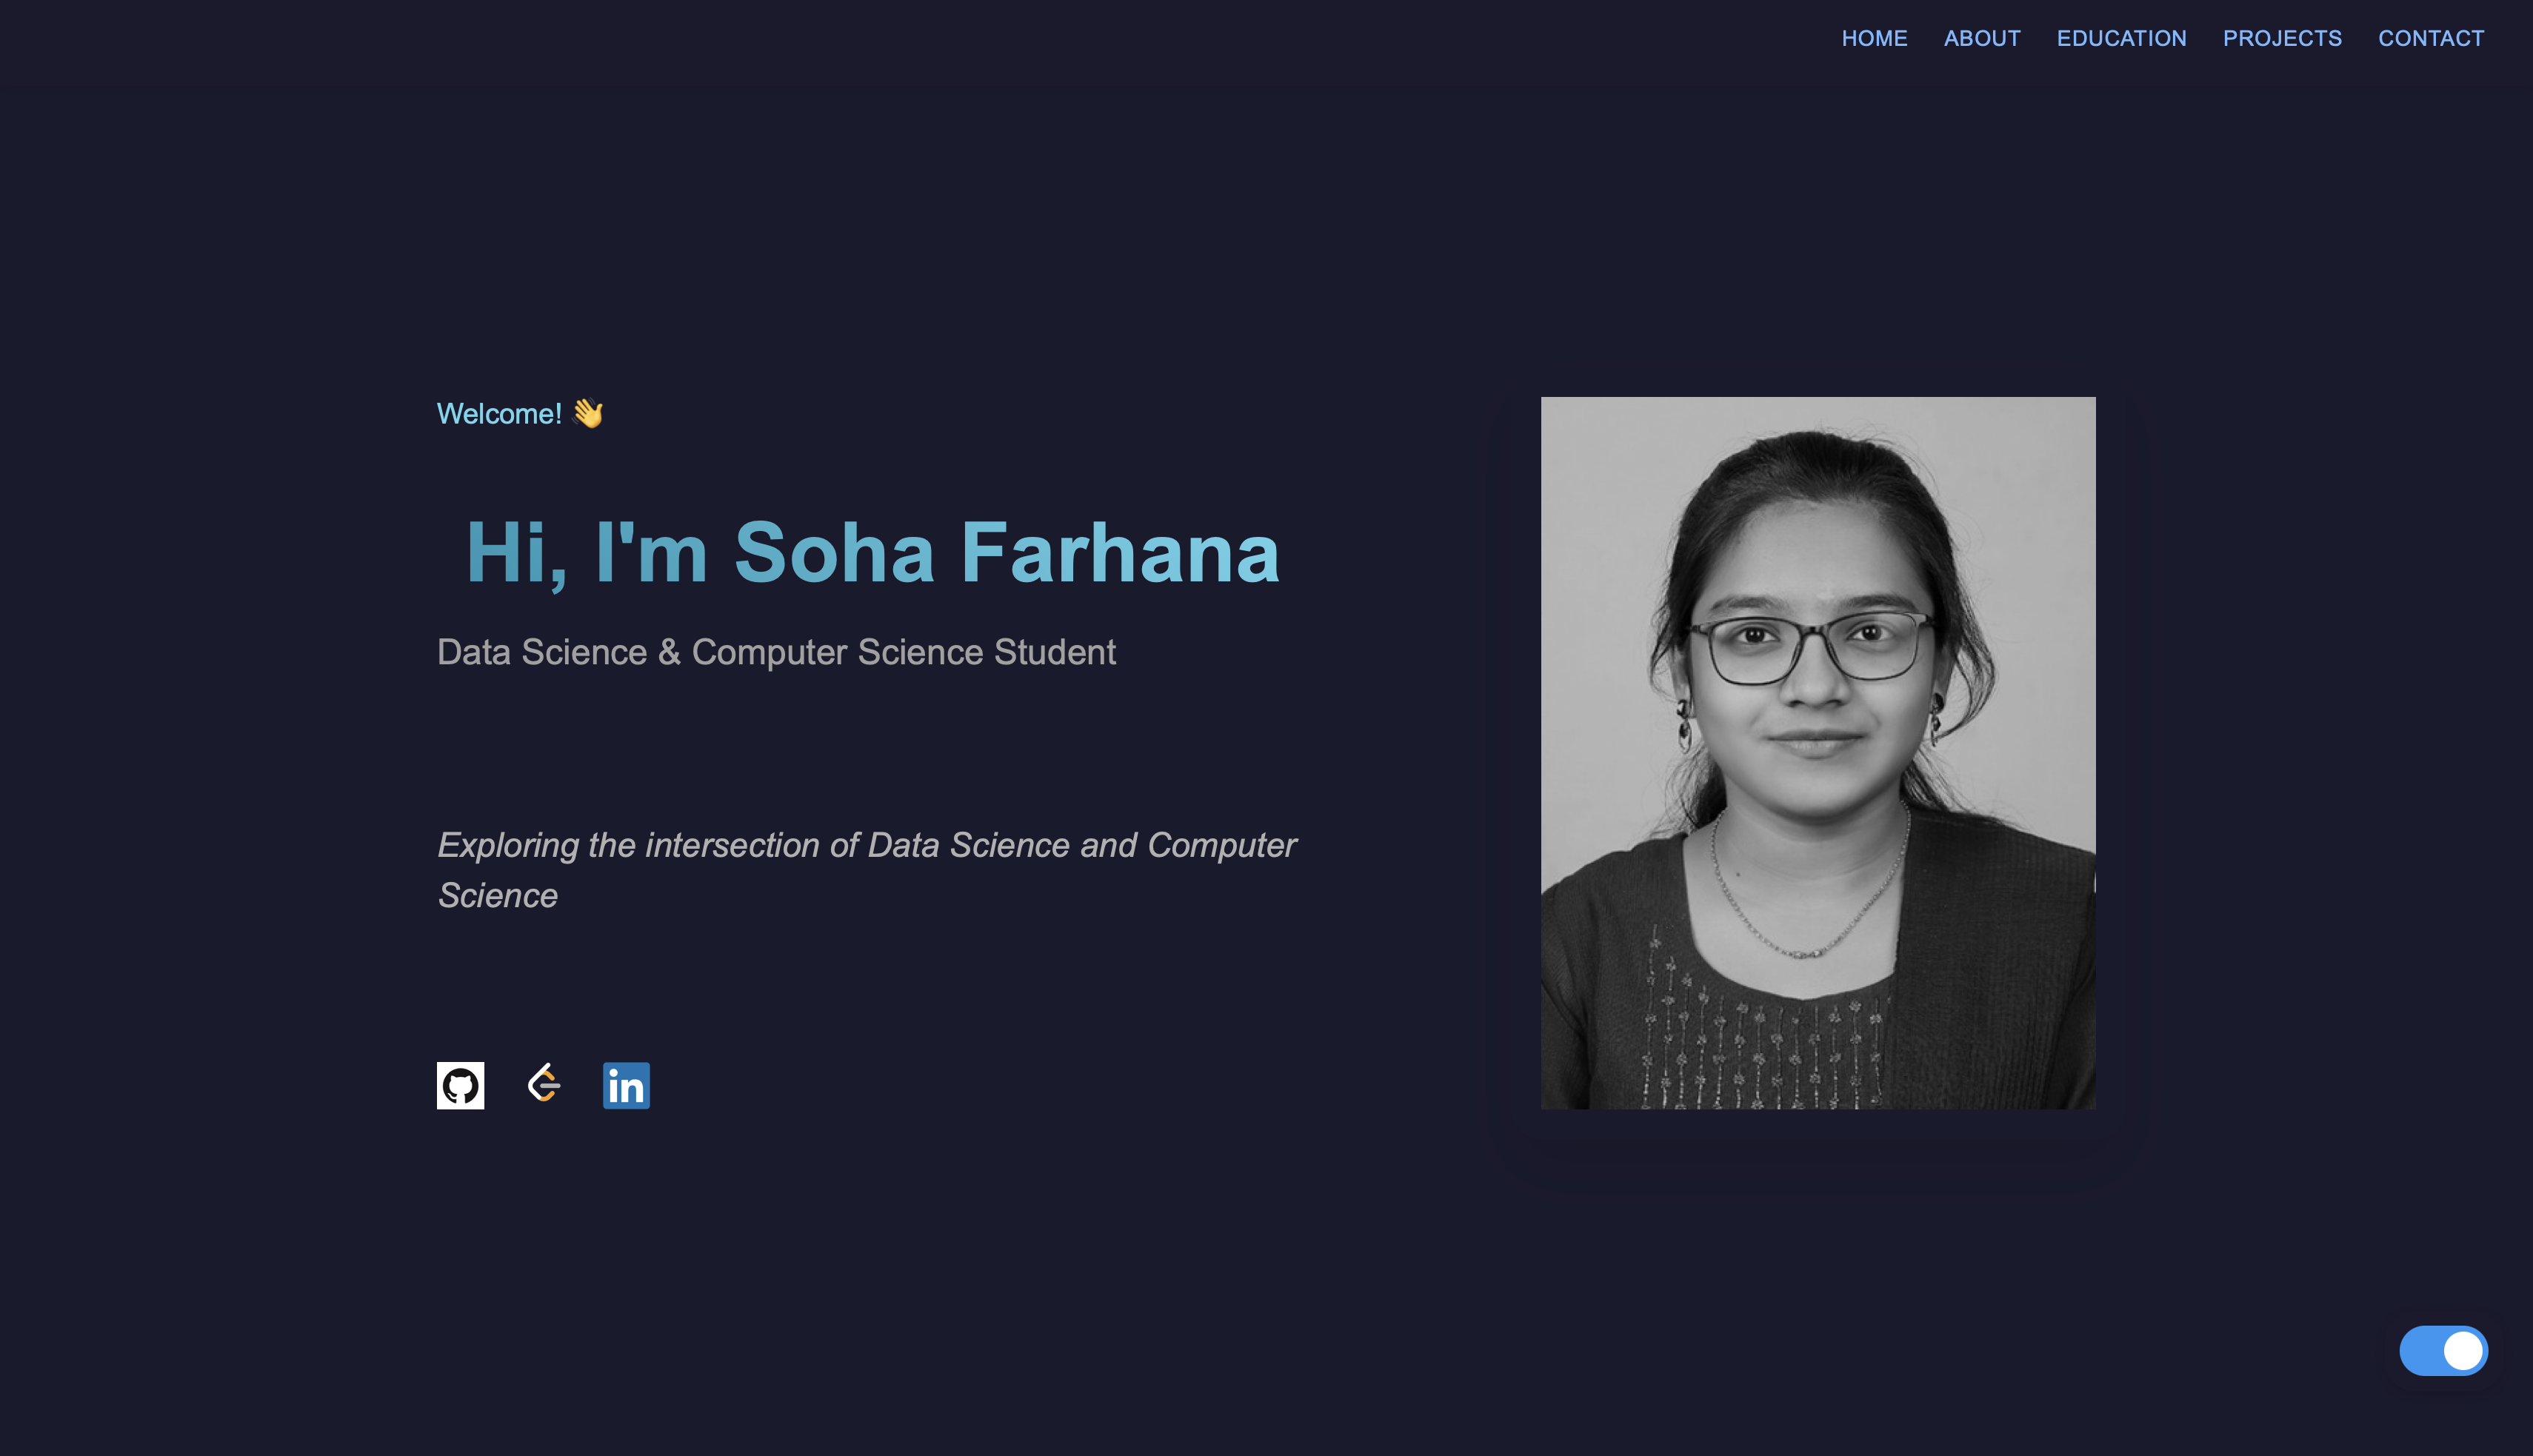 HOME ABOUT EDUCATION PROJECTS CONTACT
Welcome! 👋
Hi, I'm Soha Farhana
Data Science & Computer Science Student
Exploring the intersection of Data Science and Computer
Science
in